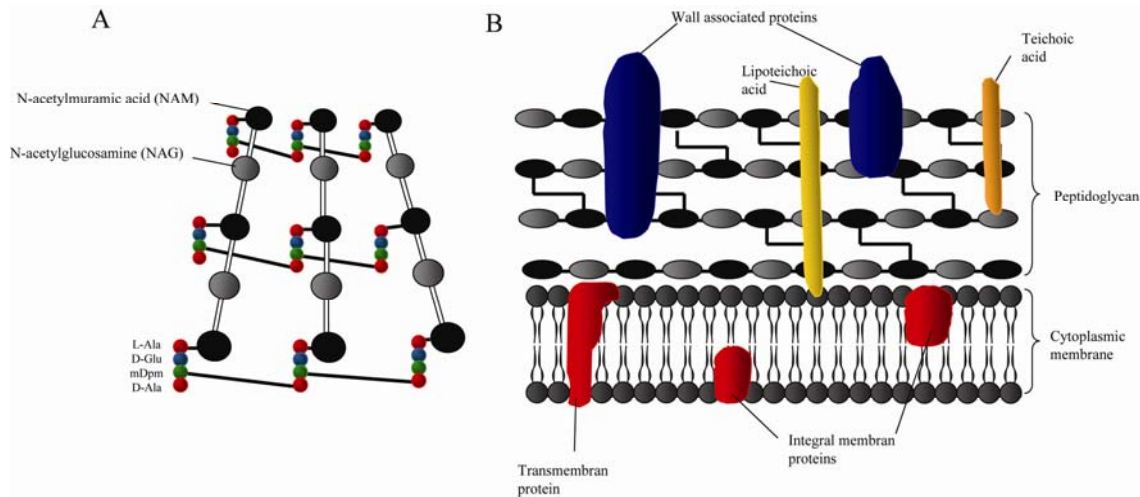 A
N-acetylmuramic acid (NAM)
N-acetylglucosamine (NAG)
L-Ala
D-Glu
mDpm
D-Ala
B
Wall associated proteins
Lipoteichoic
acid
Teichoic
acid
Peptidoglycan
Cytoplasmic
membrane
Integral membran
proteins
Transmembran
protein